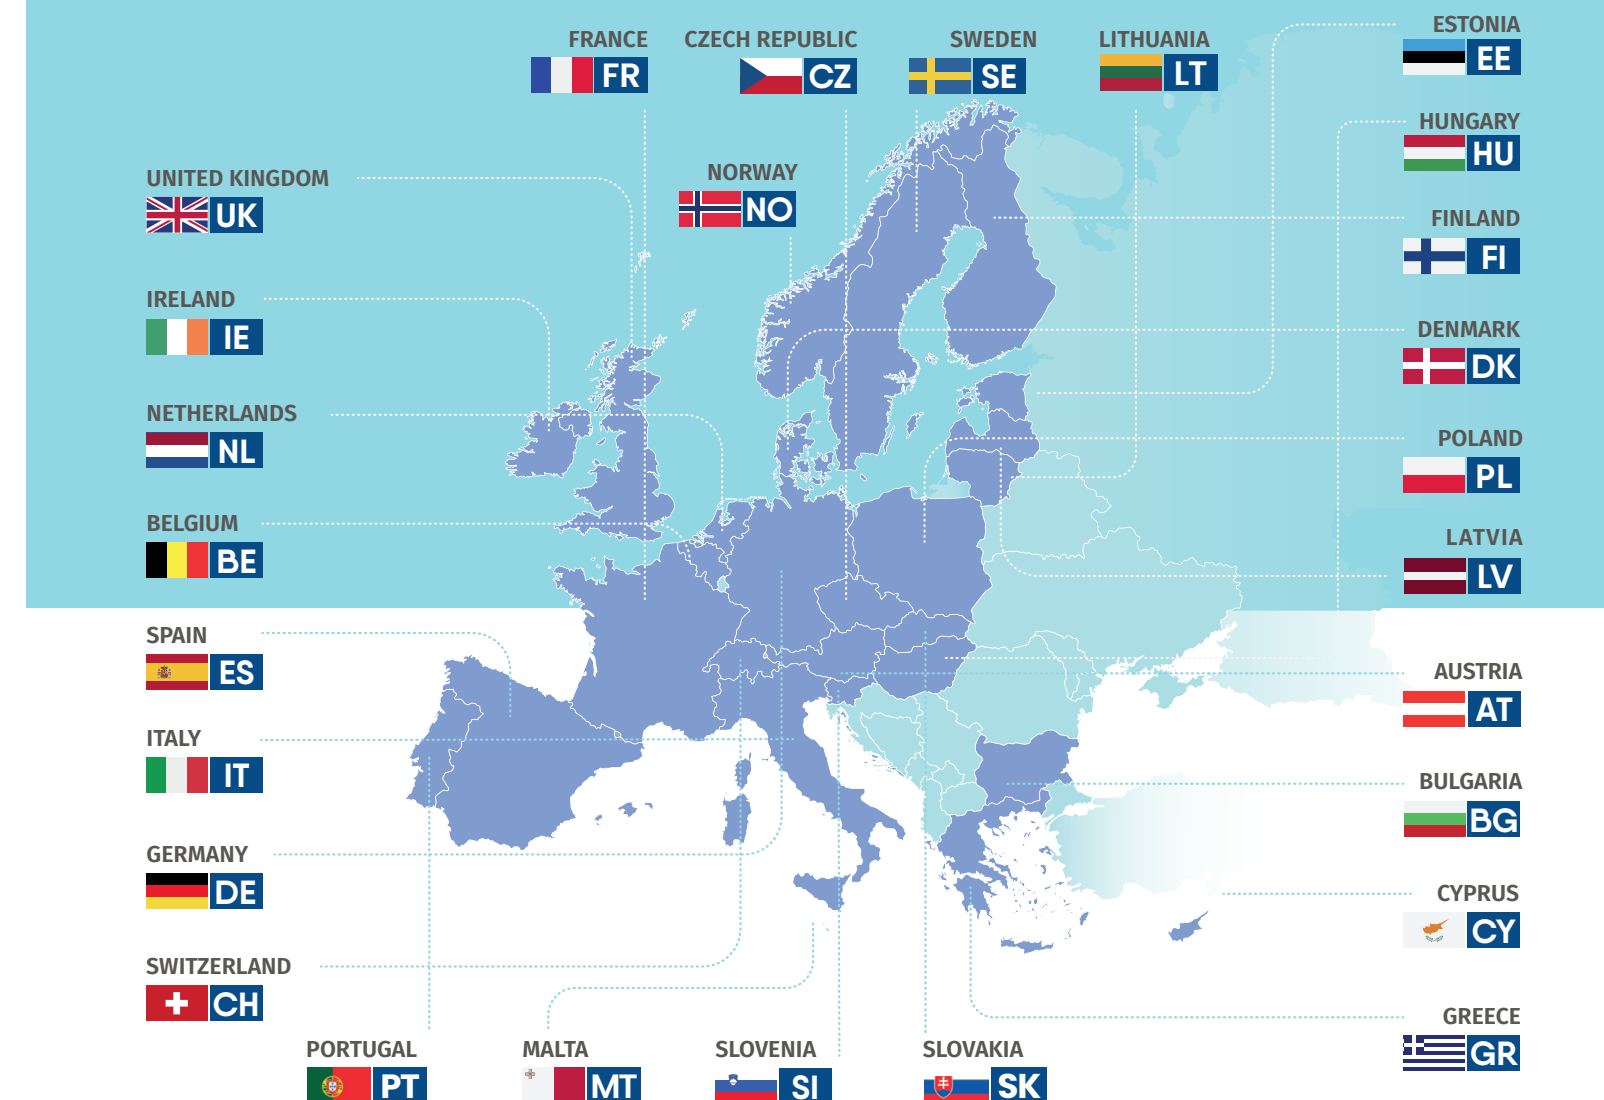 FRANCE
FR
CZECH REPUBLIC
CZ
SWEDEN
SE
LITHUANIA
LT
ESTONIA
EE
HUNGARY
HU
UNITED KINGDOM
UK
NORWAY
NO
FINLAND
FI
IRELAND
IE
DENMARK
DK
NETHERLANDS
NL
POLAND
PL
BELGIUM
BE
LATVIA
LV
SPAIN
ES
AUSTRIA
AT
ITALY
IT
BULGARIA
BG
GERMANY
DE
CYPRUS
CY
SWITZERLAND
CH
GREECE
GR
PORTUGAL
PT
MALTA
MT
SLOVENIA
SI
SLOVAKIA
SK